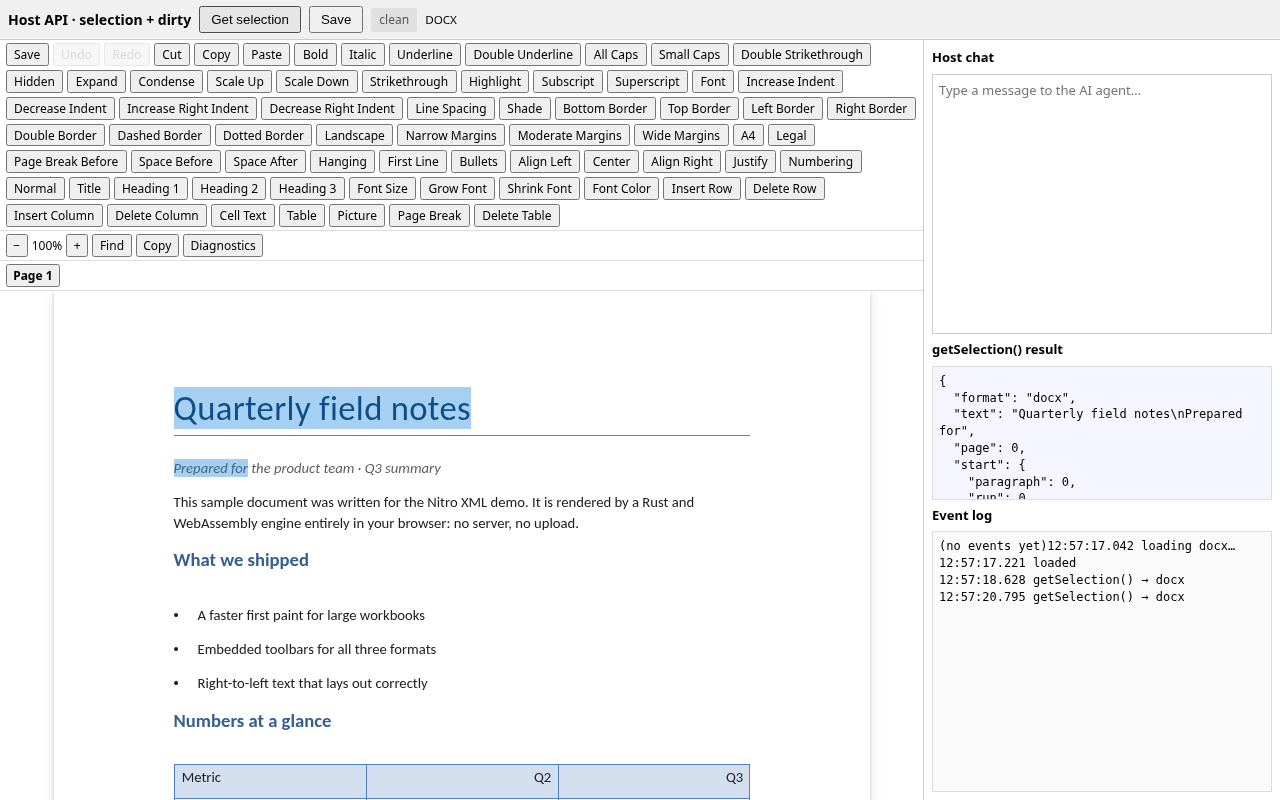 Host API · selection + dirty Get selection Save clean DOCX
Save Undo Redo Cut Copy Paste Bold Italic Underline Double Underline All Caps Small Caps Double Strikethrough
Hidden Expand Condense Scale Up Scale Down Strikethrough Highlight Subscript Superscript Font Increase Indent
Decrease Indent Increase Right Indent Decrease Right Indent Line Spacing Shade Bottom Border Top Border Left Border Right Border
Double Border Dashed Border Dotted Border Landscape Narrow Margins Moderate Margins Wide Margins A4 Legal
Page Break Before Space Before Space After Hanging First Line Bullets Align Left Center Align Right Justify Numbering
Normal Title Heading 1 Heading 2 Heading 3 Font Size Grow Font Shrink Font Font Color Insert Row Delete Row
Insert Column Delete Column Cell Text Table Picture Page Break Delete Table
− 100% + Find Copy Diagnostics
Page 1
Quarterly field notes
Prepared for the product team · Q3 summary
This sample document was written for the Nitro XML demo. It is rendered by a Rust and
WebAssembly engine entirely in your browser: no server, no upload.
What we shipped
• A faster first paint for large workbooks
• Embedded toolbars for all three formats
• Right-to-left text that lays out correctly
Numbers at a glance
Metric Q2 Q3
Host chat
Type a message to the AI agent…
getSelection() result
{
"format": "docx",
"text": "Quarterly field notes\nPrepared
for",
"page": 0,
"start": {
"paragraph": 0,
"run": 0
Event log
(no events yet)12:57:17.042 loading docx…
12:57:17.221 loaded
12:57:18.628 getSelection() → docx
12:57:20.795 getSelection() → docx